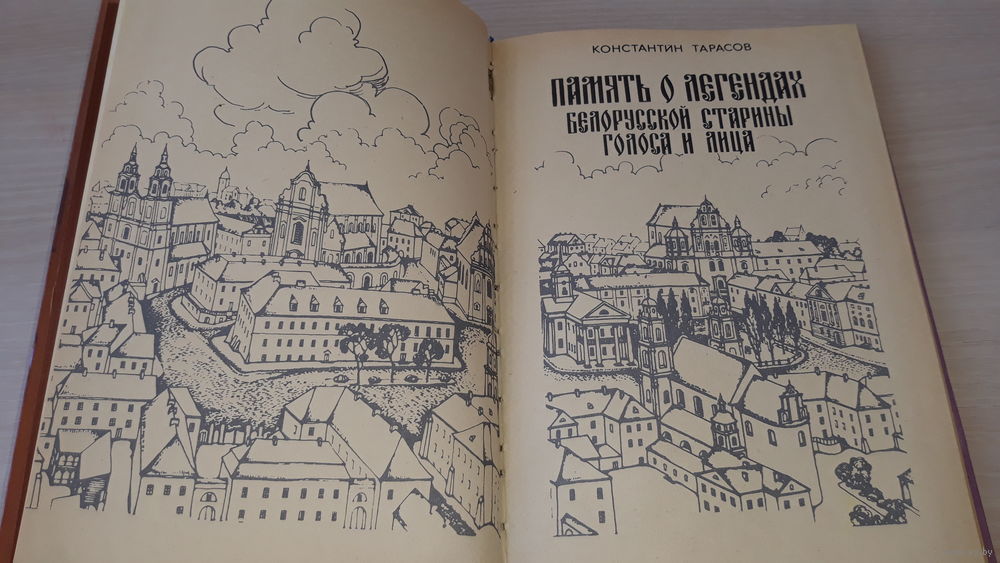 КОНСТАНТИН ТАРАСОВ
ПАМЯТЬ О ЛЕГЕНДАХ
БЕЛОРУССКОЙ СТАРИНЫ
ГОЛОСА И ЛИЦА